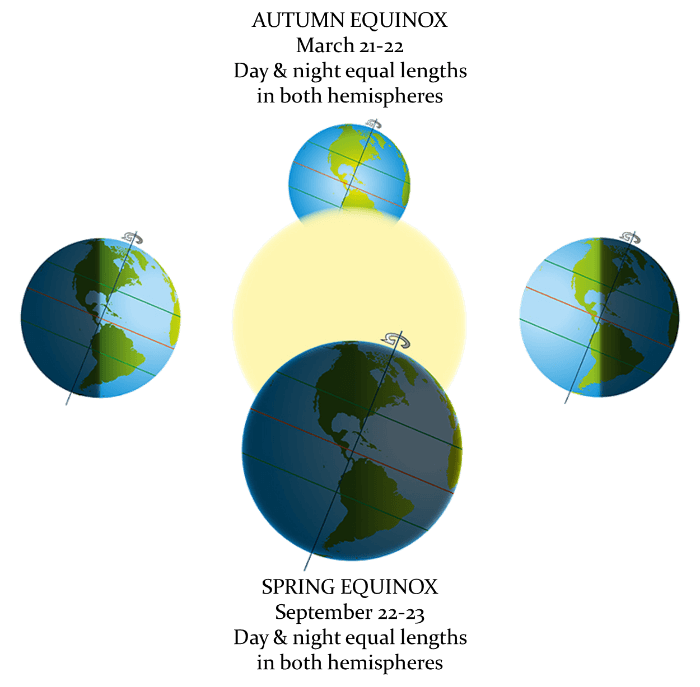 AUTUMN EQUINOX
March 21-22
Day & night equal lengths
in both hemispheres
SPRING EQUINOX
September 22-23
Day & night equal lengths
in both hemispheres